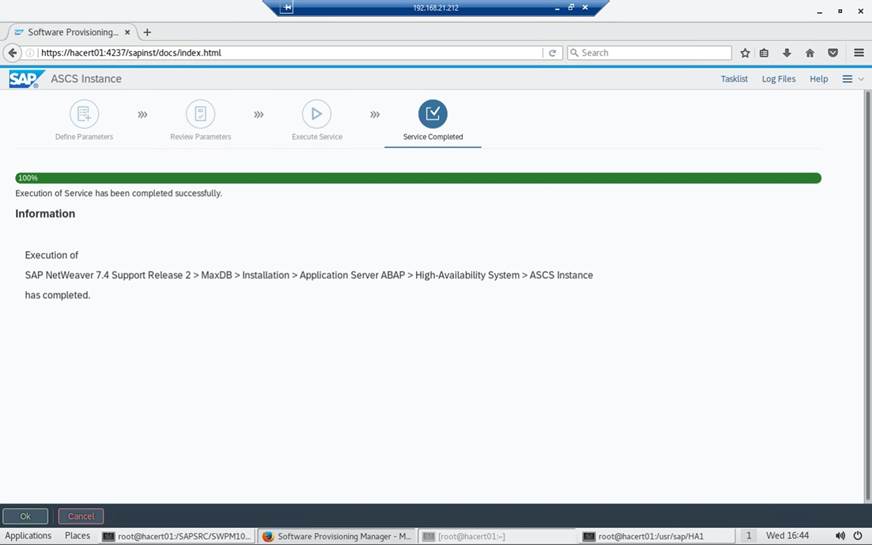 192.168.21.212
Software Provisioning...
https://hacert01:4237/sapinst/docs/index.html
Search
SAP ASCS Instance
Tasklist Log Files Help
Define Parameters
Review Parameters
Execute Service
Service Completed
100%
Execution of Service has been completed successfully.
Information
Execution of
SAP NetWeaver 7.4 Support Release 2 > MaxDB > Installation > Application Server ABAP > High-Availability System > ASCS Instance
has completed.
Ok Cancel
Applications Places root@hacert01:/SAPSRC/SWPM10... Software Provisioning Manager - M... [root@hacert01:~] root@hacert01:/usr/sap/HA1 1 Wed 16:44